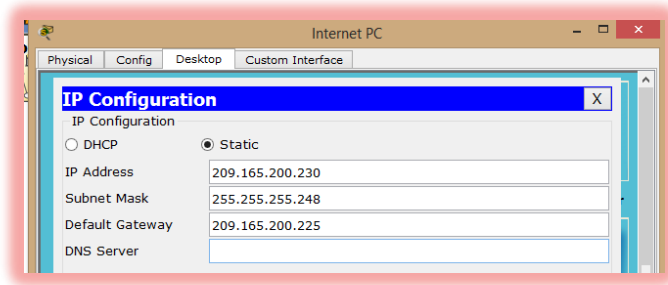 Internet PC
Physical Config Desktop Custom Interface
IP Configuration X
IP Configuration
DHCP Static
IP Address 209.165.200.230
Subnet Mask 255.255.255.248
Default Gateway 209.165.200.225
DNS Server